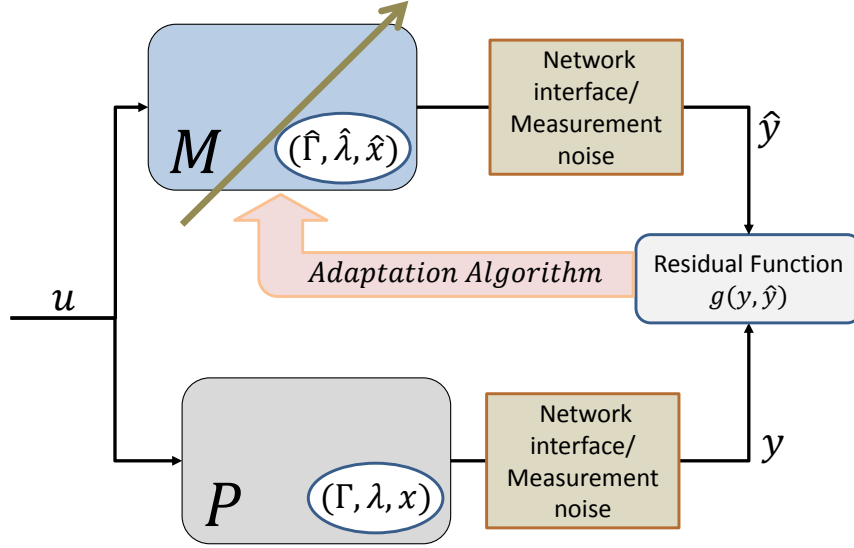 M
(Γ̂, λ̂, x̂)
Network
interface/
Measurement
noise
ŷ
Adaptation Algorithm
Residual Function
g(y, ŷ)
u
P
(Γ, λ, x)
Network
interface/
Measurement
noise
y